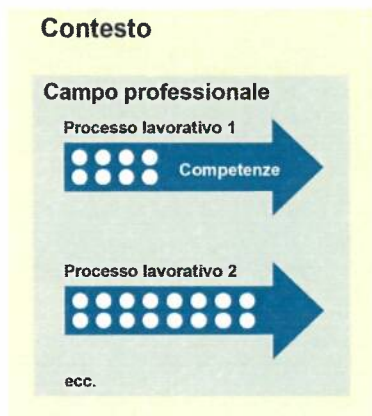 Contesto
Campo professionale
Processo lavorativo 1
Competenze
Processo lavorativo 2
ecc.